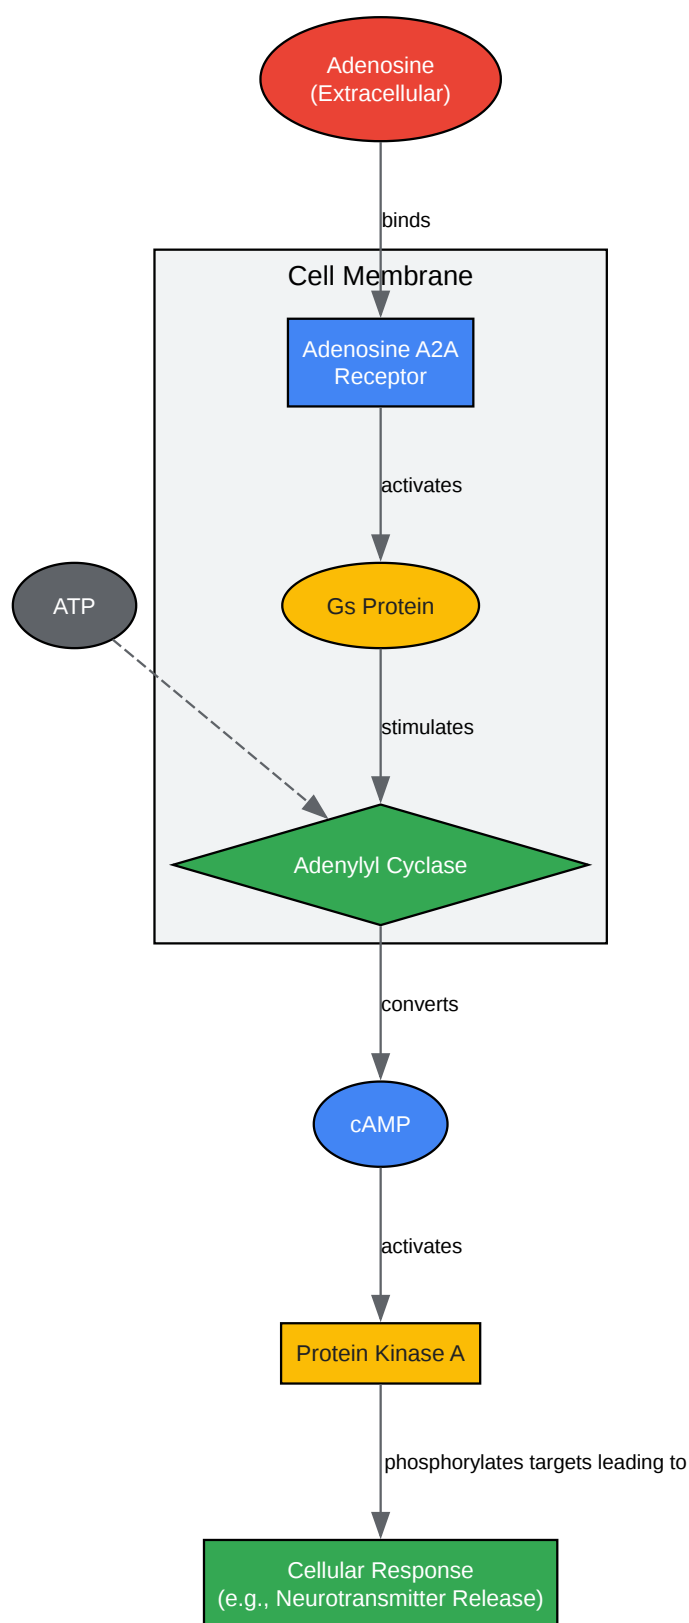 Adenosine
(Extracellular)
binds
Cell Membrane
Adenosine A2A
Receptor
activates
ATP
Gs Protein
stimulates
Adenylyl Cyclase
converts
cAMP
activates
Protein Kinase A
phosphorylates targets leading to
Cellular Response
(e.g., Neurotransmitter Release)